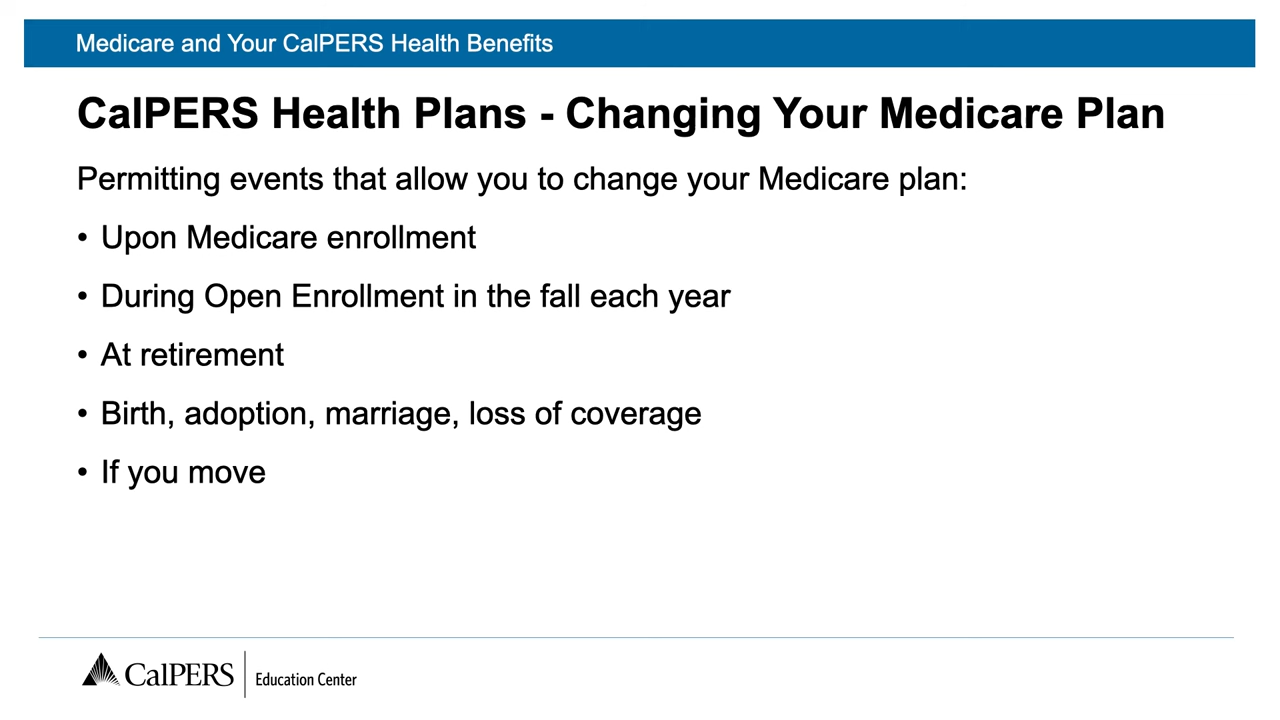 Medicare and Your CalPERS Health Benefits
CalPERS Health Plans - Changing Your Medicare Plan
Permitting events that allow you to change your Medicare plan:
• Upon Medicare enrollment
• During Open Enrollment in the fall each year
• At retirement
• Birth, adoption, marriage, loss of coverage
• If you move
CalPERS Education Center